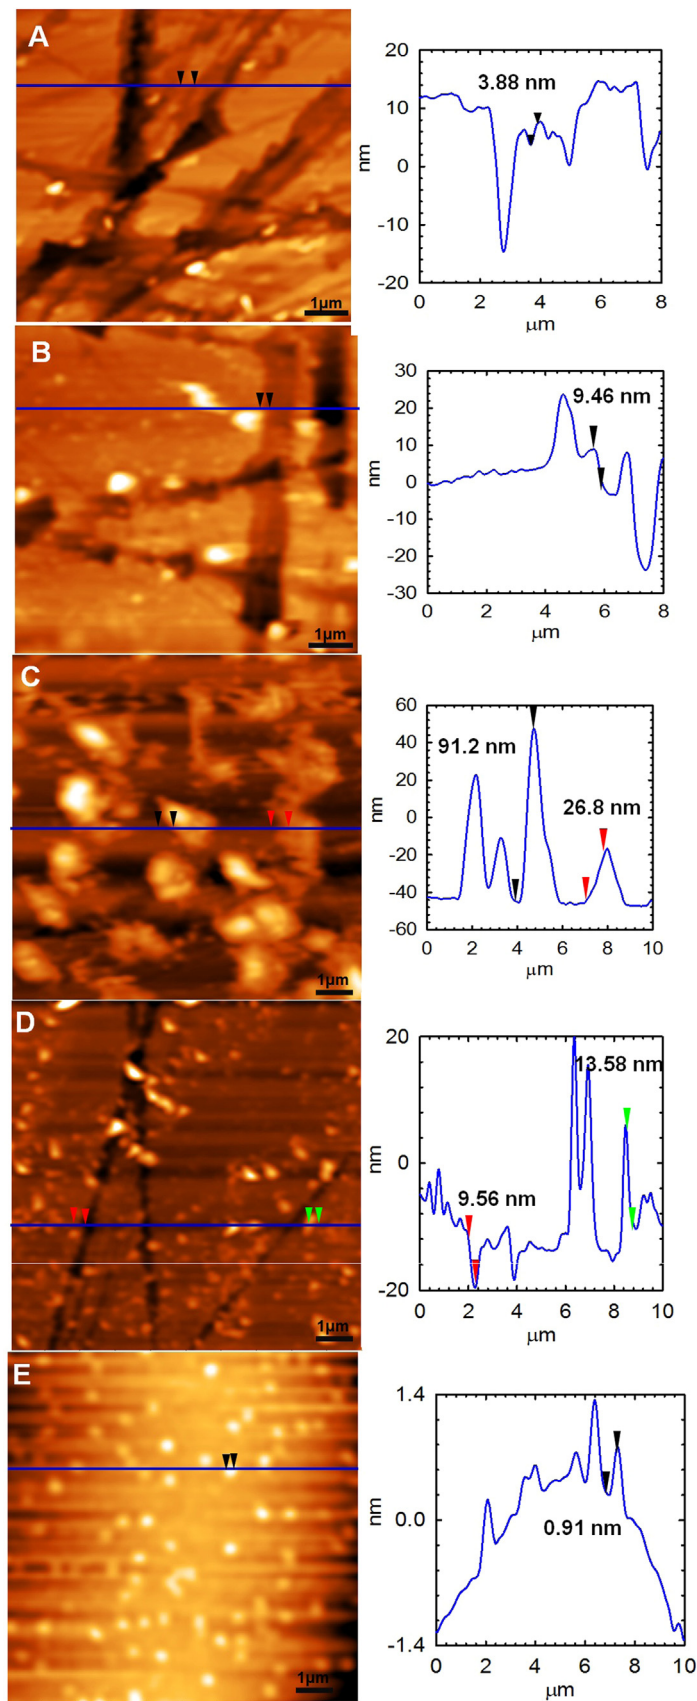 A
1µm
20
10
0
-10
-20
nm
3.88 nm
0 2 4 6 8
µm
B
1µm
30
20
10
0
-10
-20
-30
nm
9.46 nm
0 2 4 6 8
µm
C
1µm
60
40
20
0
-20
-40
-60
nm
91.2 nm
26.8 nm
0 2 4 6 8 10
µm
D
1µm
20
0
-20
nm
13.58 nm
9.56 nm
0 2 4 6 8 10
µm
E
1µm
1.4
0.0
-1.4
nm
0.91 nm
0 2 4 6 8 10
µm